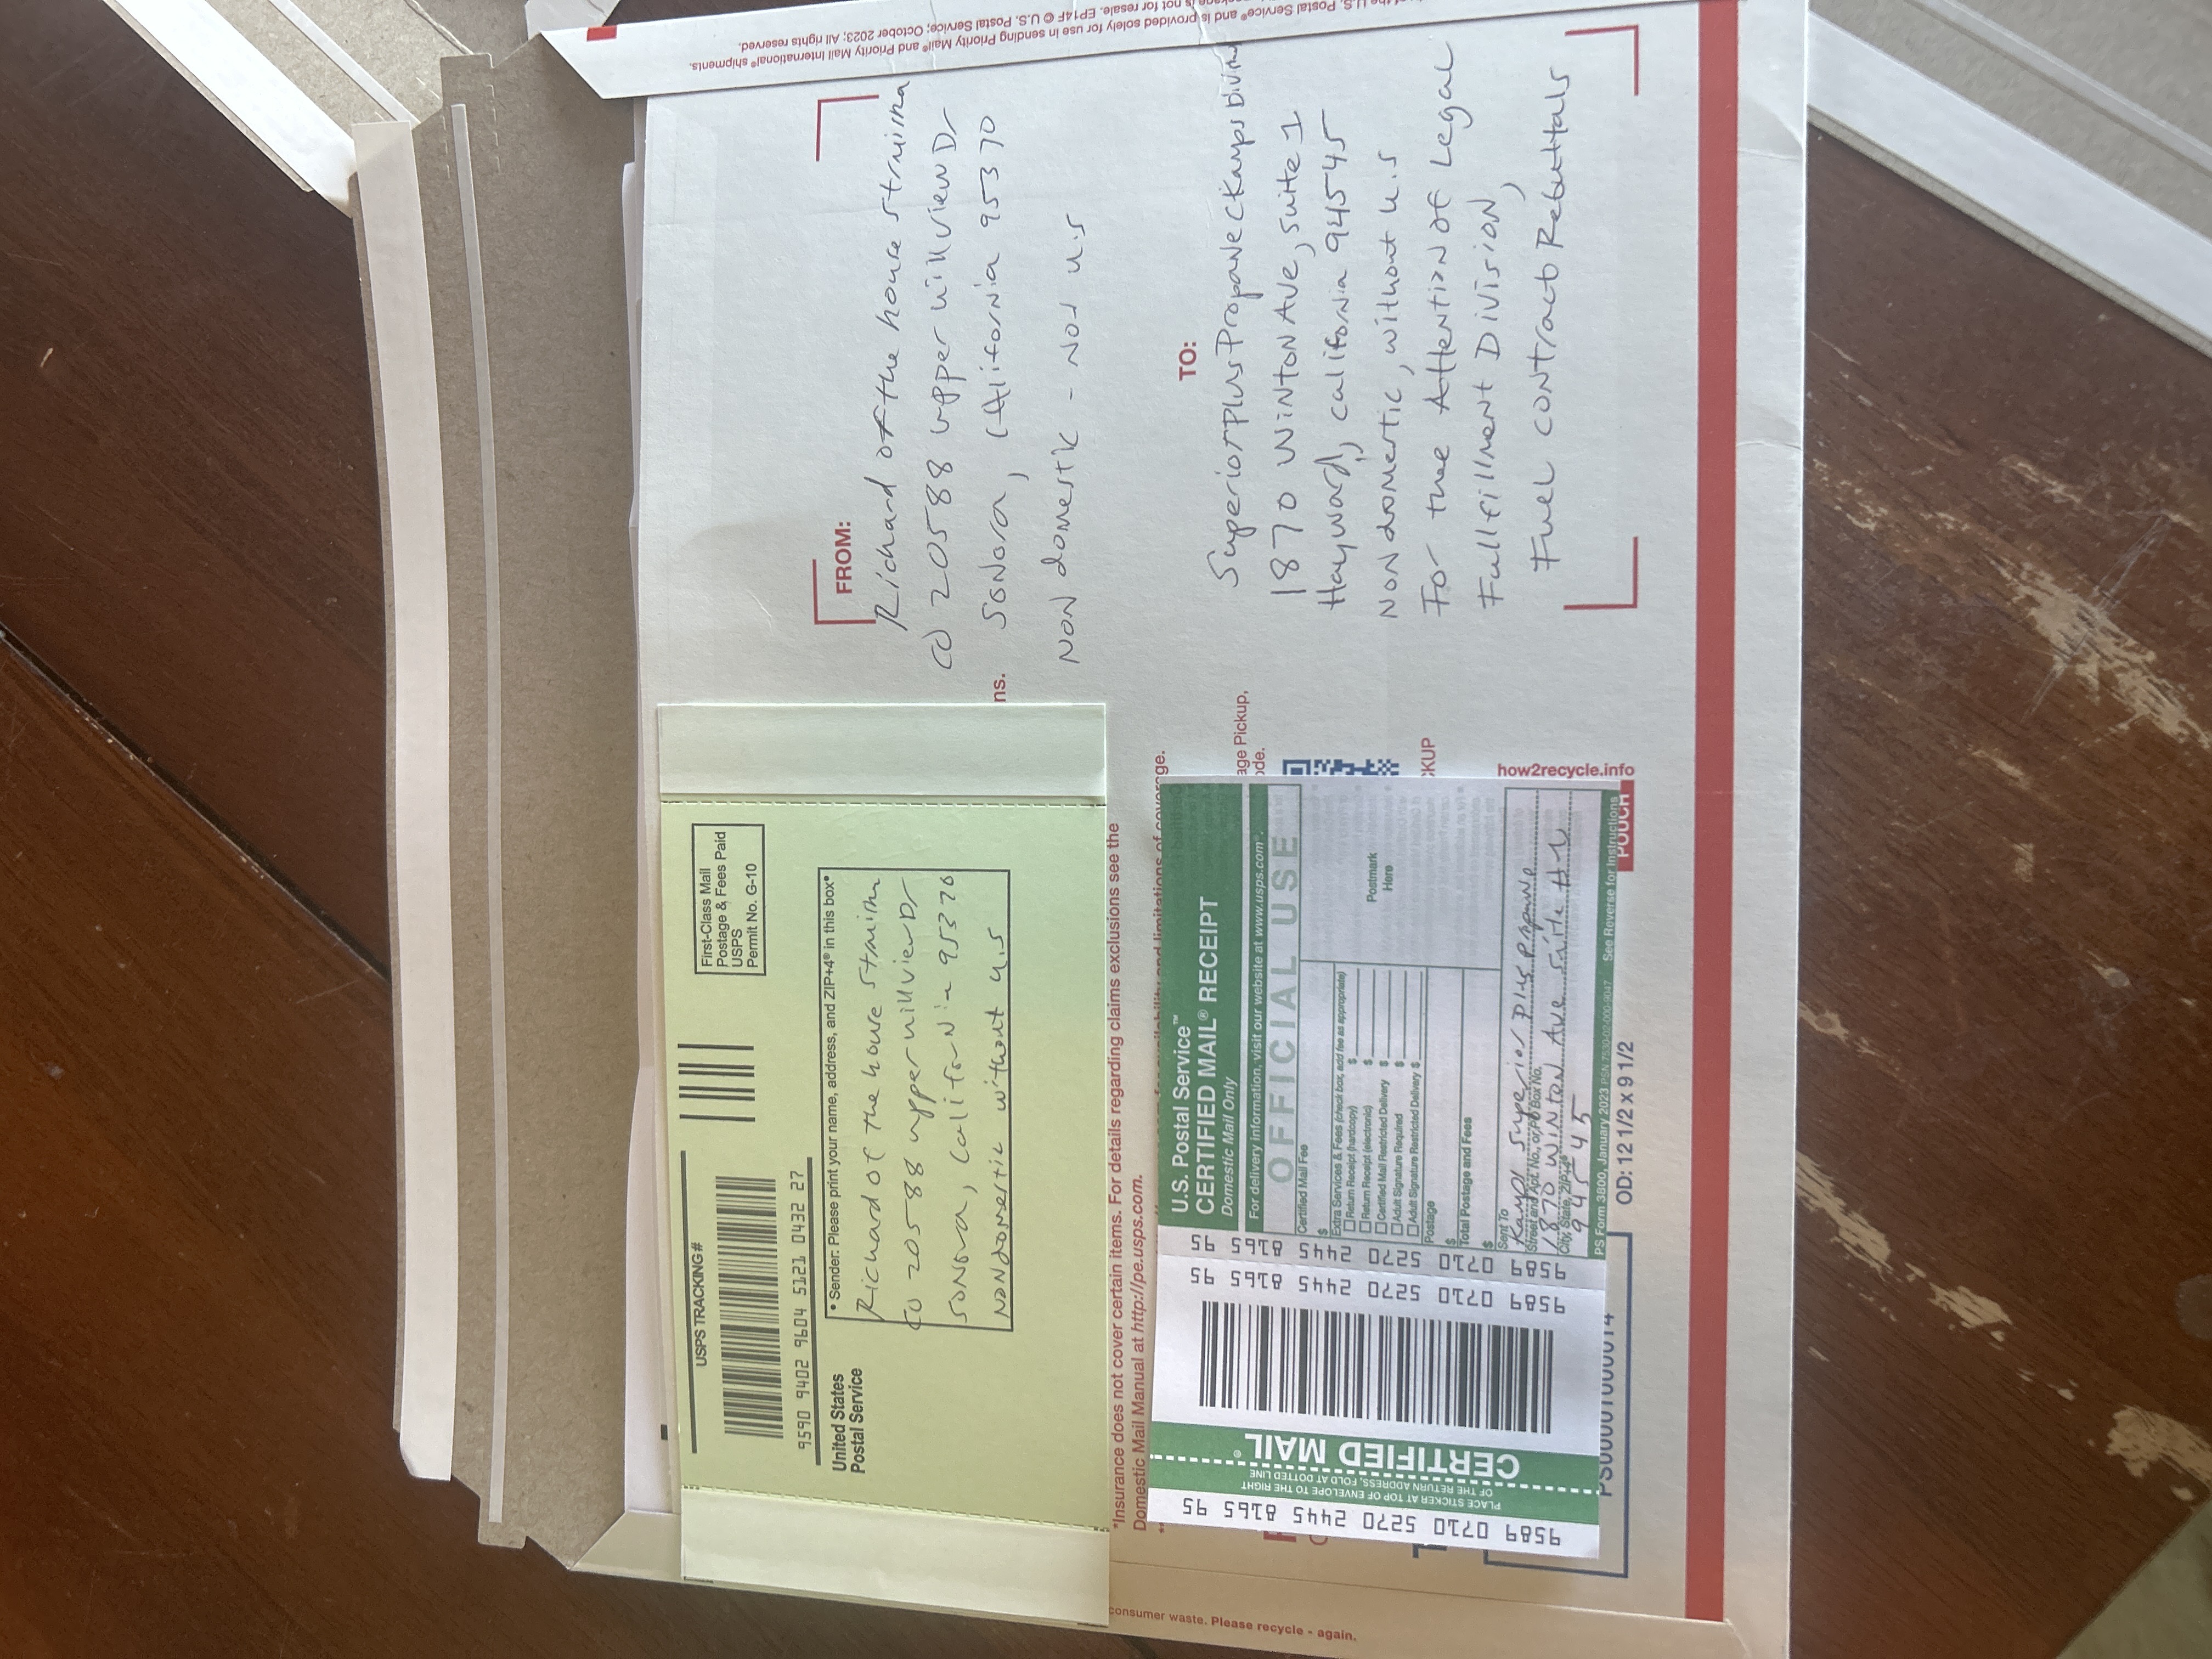 USPS TRACKING #
9590 9402 9604 5121 0432 27
First-Class Mail
Postage & Fees Paid
USPS
Permit No. G-10
United States
Postal Service
• Sender: Please print your name, address, and ZIP+4® in this box•
Richard of the house Struisma
20588 upper hillview Dr
Sonora, California 95370
Nondomestic without U.S
FROM:
Richard of the house Struisma
20588 upper hillview Dr
Sonora, California 95370
NON domestic - Not U.S
ns.
*Insurance does not cover certain items. For details regarding claims exclusions see the
Domestic Mail Manual at http://pe.usps.com.
availability and limitations of coverage.
age Pickup,
ode.
CKUP
TO:
Superior Plus Propane (Kamps Division
1870 Winton Ave, suite 1
Hayward, California 94545
Nondomestic, without U.S
For thee Attention of Legal
Fullfillment Division,
Fuel contract Rebuttals
9589 0710 5270 2445 8165 95
PLACE STICKER AT TOP OF ENVELOPE TO THE RIGHT
OF THE RETURN ADDRESS, FOLD AT DOTTED LINE
CERTIFIED MAIL®
9589 0710 5270 2445 8165 95
9589 0710 5270 2445 8165 95
U.S. Postal Service™
CERTIFIED MAIL® RECEIPT
Domestic Mail Only
For delivery information, visit our website at www.usps.com®.
OFFICIAL USE
Certified Mail Fee
$
Extra Services & Fees (check box, add fee as appropriate)
Return Receipt (hardcopy) $
Return Receipt (electronic) $
Certified Mail Restricted Delivery $
Adult Signature Required $
Adult Signature Restricted Delivery $
Postmark
Here
Postage
$
Total Postage and Fees
$
Sent To
Kamps Superior Plus Propane
Street and Apt. No., or PO Box No.
1870 Winton Ave Suite #1
City, State, ZIP+4®
94545
PS Form 3800, January 2023 PSN 7530-02-000-9047 See Reverse for Instructions
PS00001000014
OD: 12 1/2 x 9 1/2
POUCH
how2recycle.info
consumer waste. Please recycle - again.
U.S. Postal Service® and is provided solely for use in sending Priority Mail® and Priority Mail International® shipments.
is not for resale. EP14F © U.S. Postal Service; October 2023; All rights reserved.